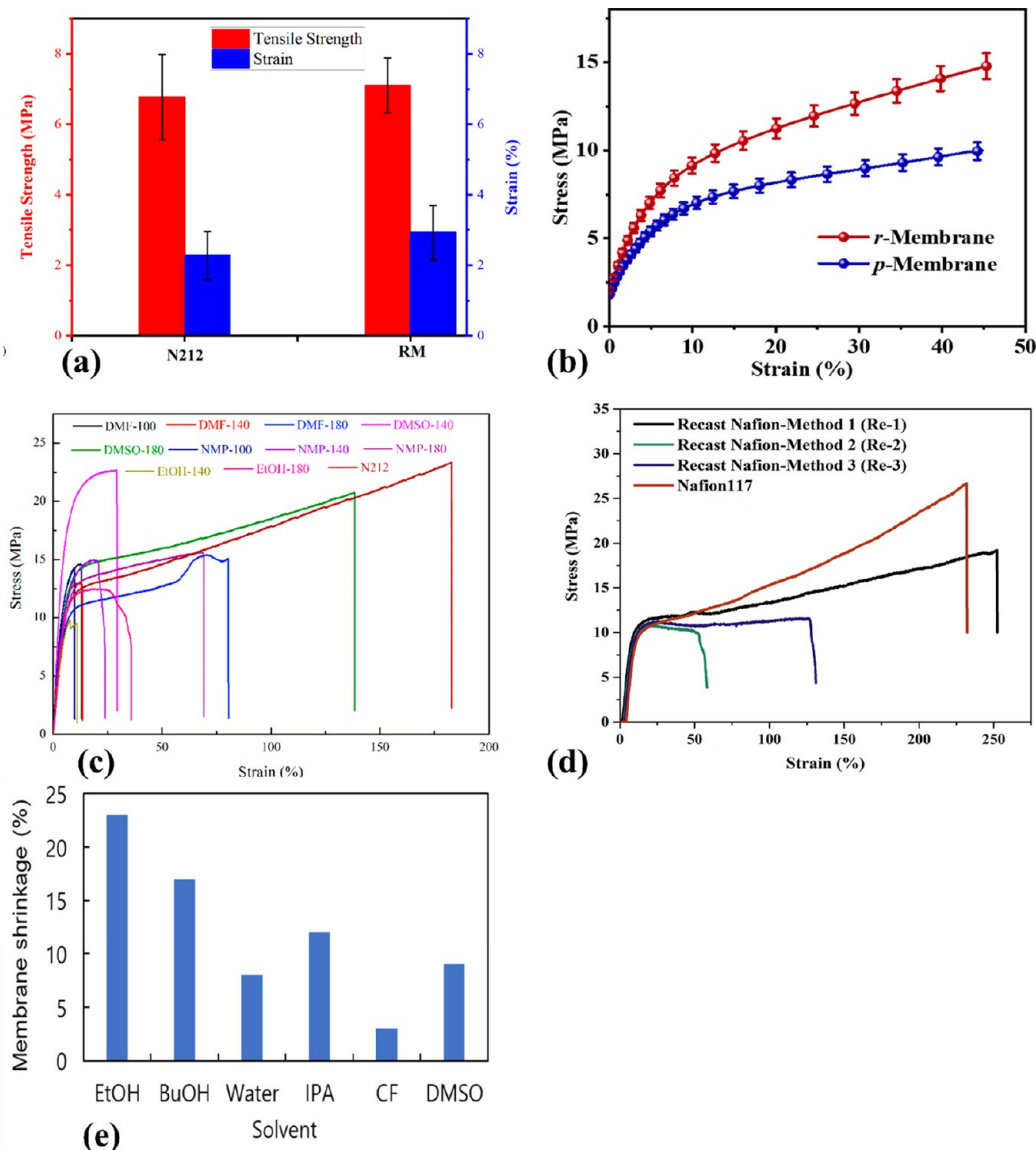 Tensile Strength
Strain
Tensile Strength (MPa)
Strain (%)
8
6
4
2
0
8
6
4
2
0
N212
RM
)
(a)
15
10
5
0
Stress (MPa)
r-Membrane
p-Membrane
0
10
20
30
40
50
Strain (%)
(b)
DMF-100
DMF-140
DMF-180
DMSO-140
DMSO-180
NMP-100
NMP-140
NMP-180
EtOH-140
EtOH-180
N212
25
20
15
10
5
0
Stress (MPa)
0
50
100
150
200
Strain (%)
(c)
Recast Nafion-Method 1 (Re-1)
Recast Nafion-Method 2 (Re-2)
Recast Nafion-Method 3 (Re-3)
Nafion117
35
30
25
20
15
10
5
0
Stress (MPa)
0
50
100
150
200
250
Strain (%)
(d)
25
20
15
10
5
0
Membrane shrinkage (%)
EtOH
BuOH
Water
IPA
CF
DMSO
Solvent
(e)